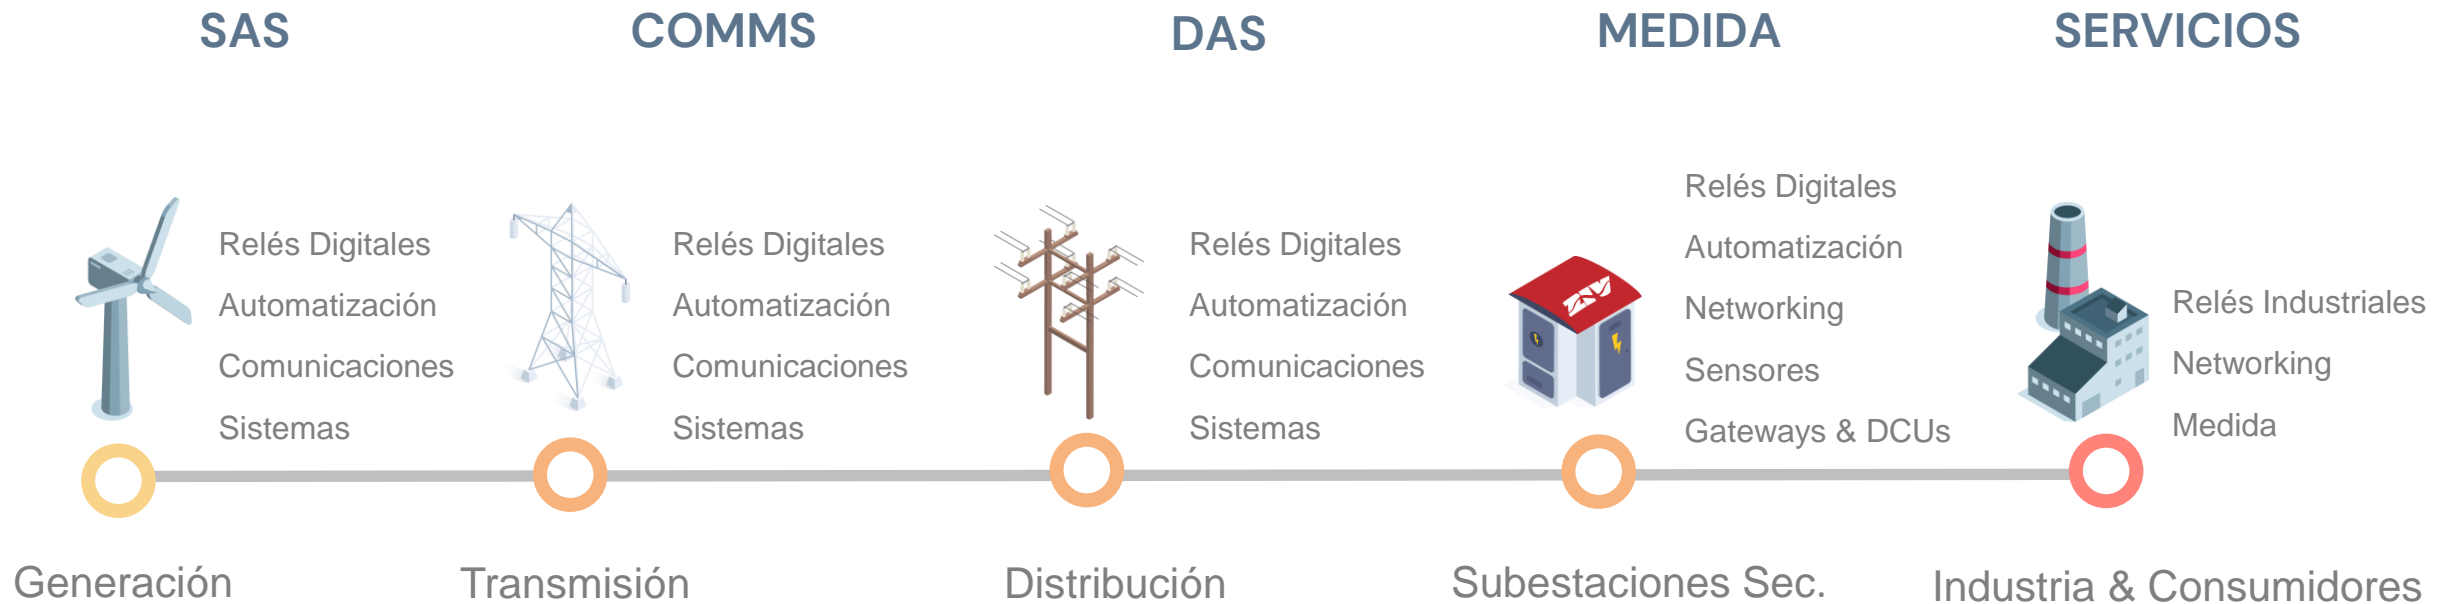 SAS
COMMS
DAS
MEDIDA
SERVICIOS
Relés Digitales
Automatización
Comunicaciones
Sistemas
Relés Digitales
Automatización
Comunicaciones
Sistemas
Relés Digitales
Automatización
Comunicaciones
Sistemas
Relés Digitales
Automatización
Networking
Sensores
Gateways & DCUs
ZIV
Relés Industriales
Networking
Medida
Generación
Transmisión
Distribución
Subestaciones Sec.
Industria & Consumidores